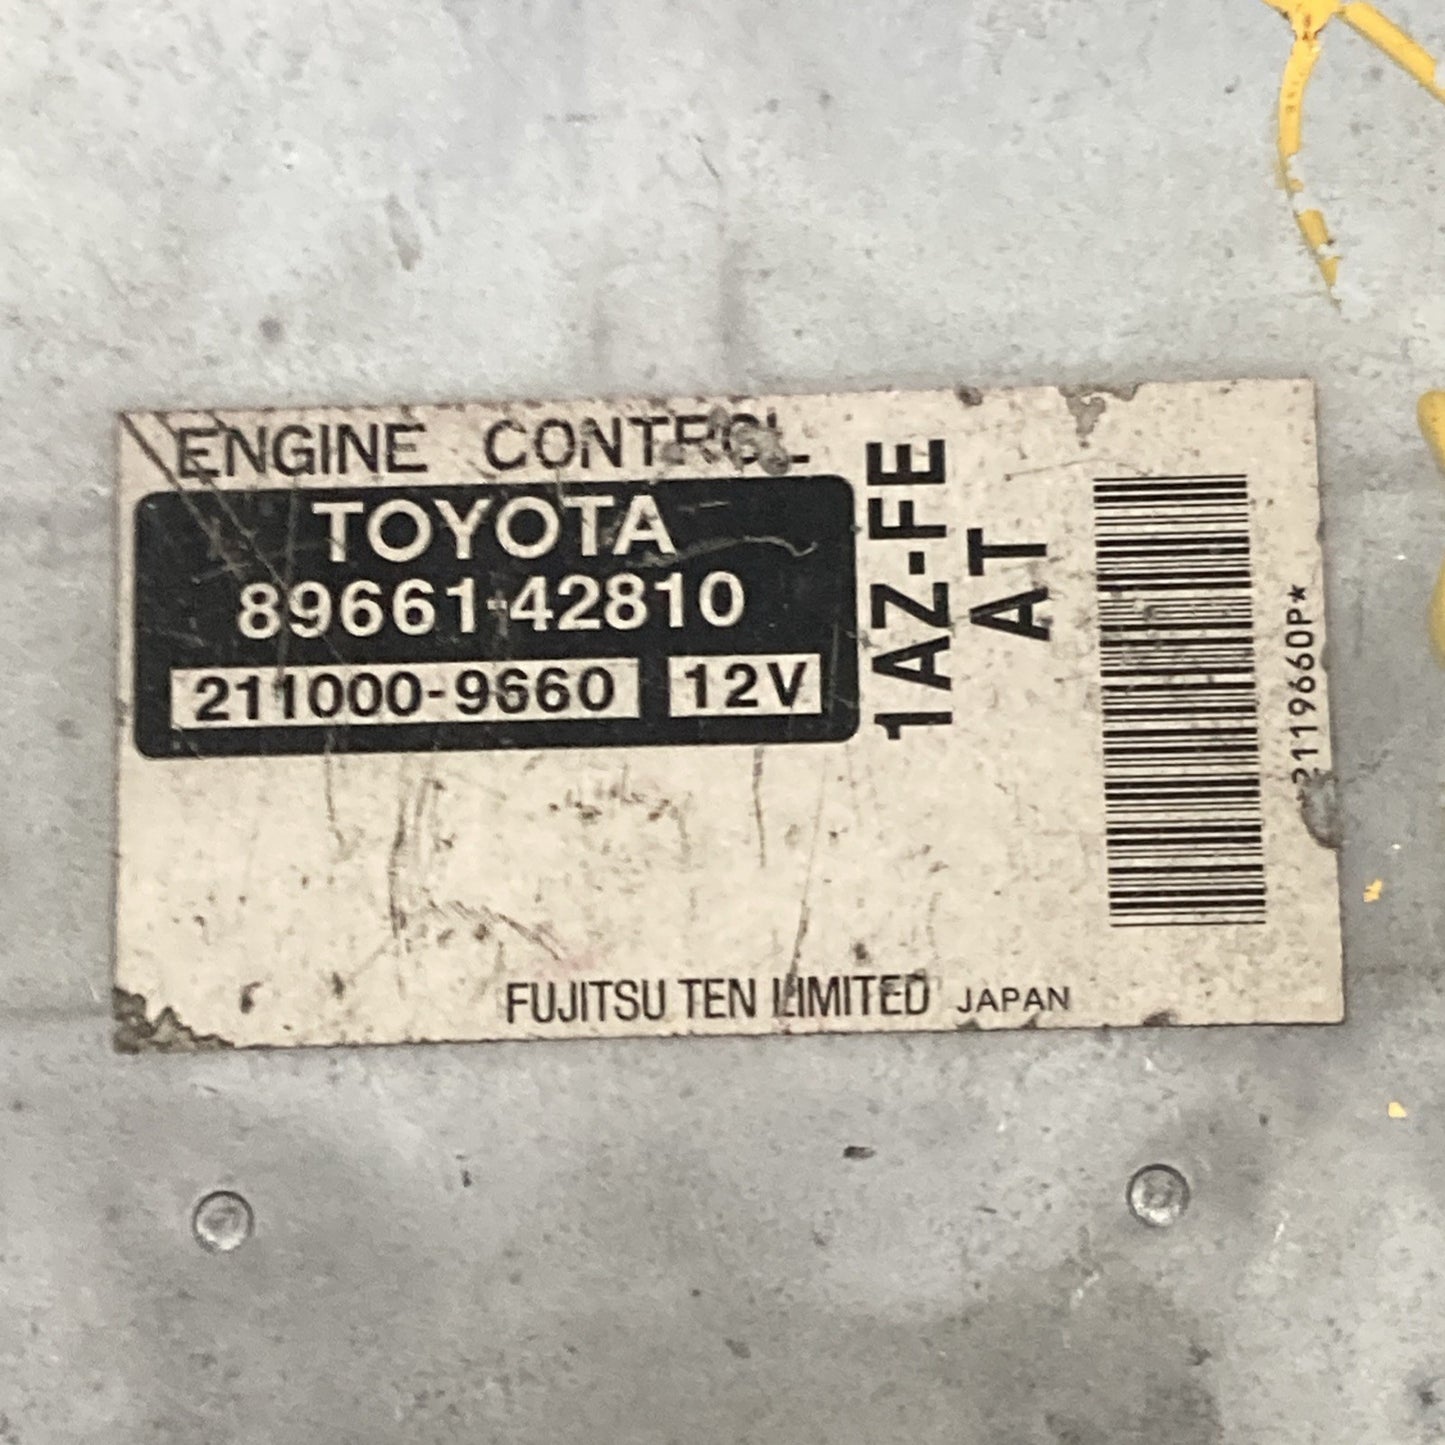 ENGINE CONTROL
TOYOTA
89661-42810
211000-9660 12V
1AZ-FE
AT
*2119660P*
FUJITSU TEN LIMITED JAPAN